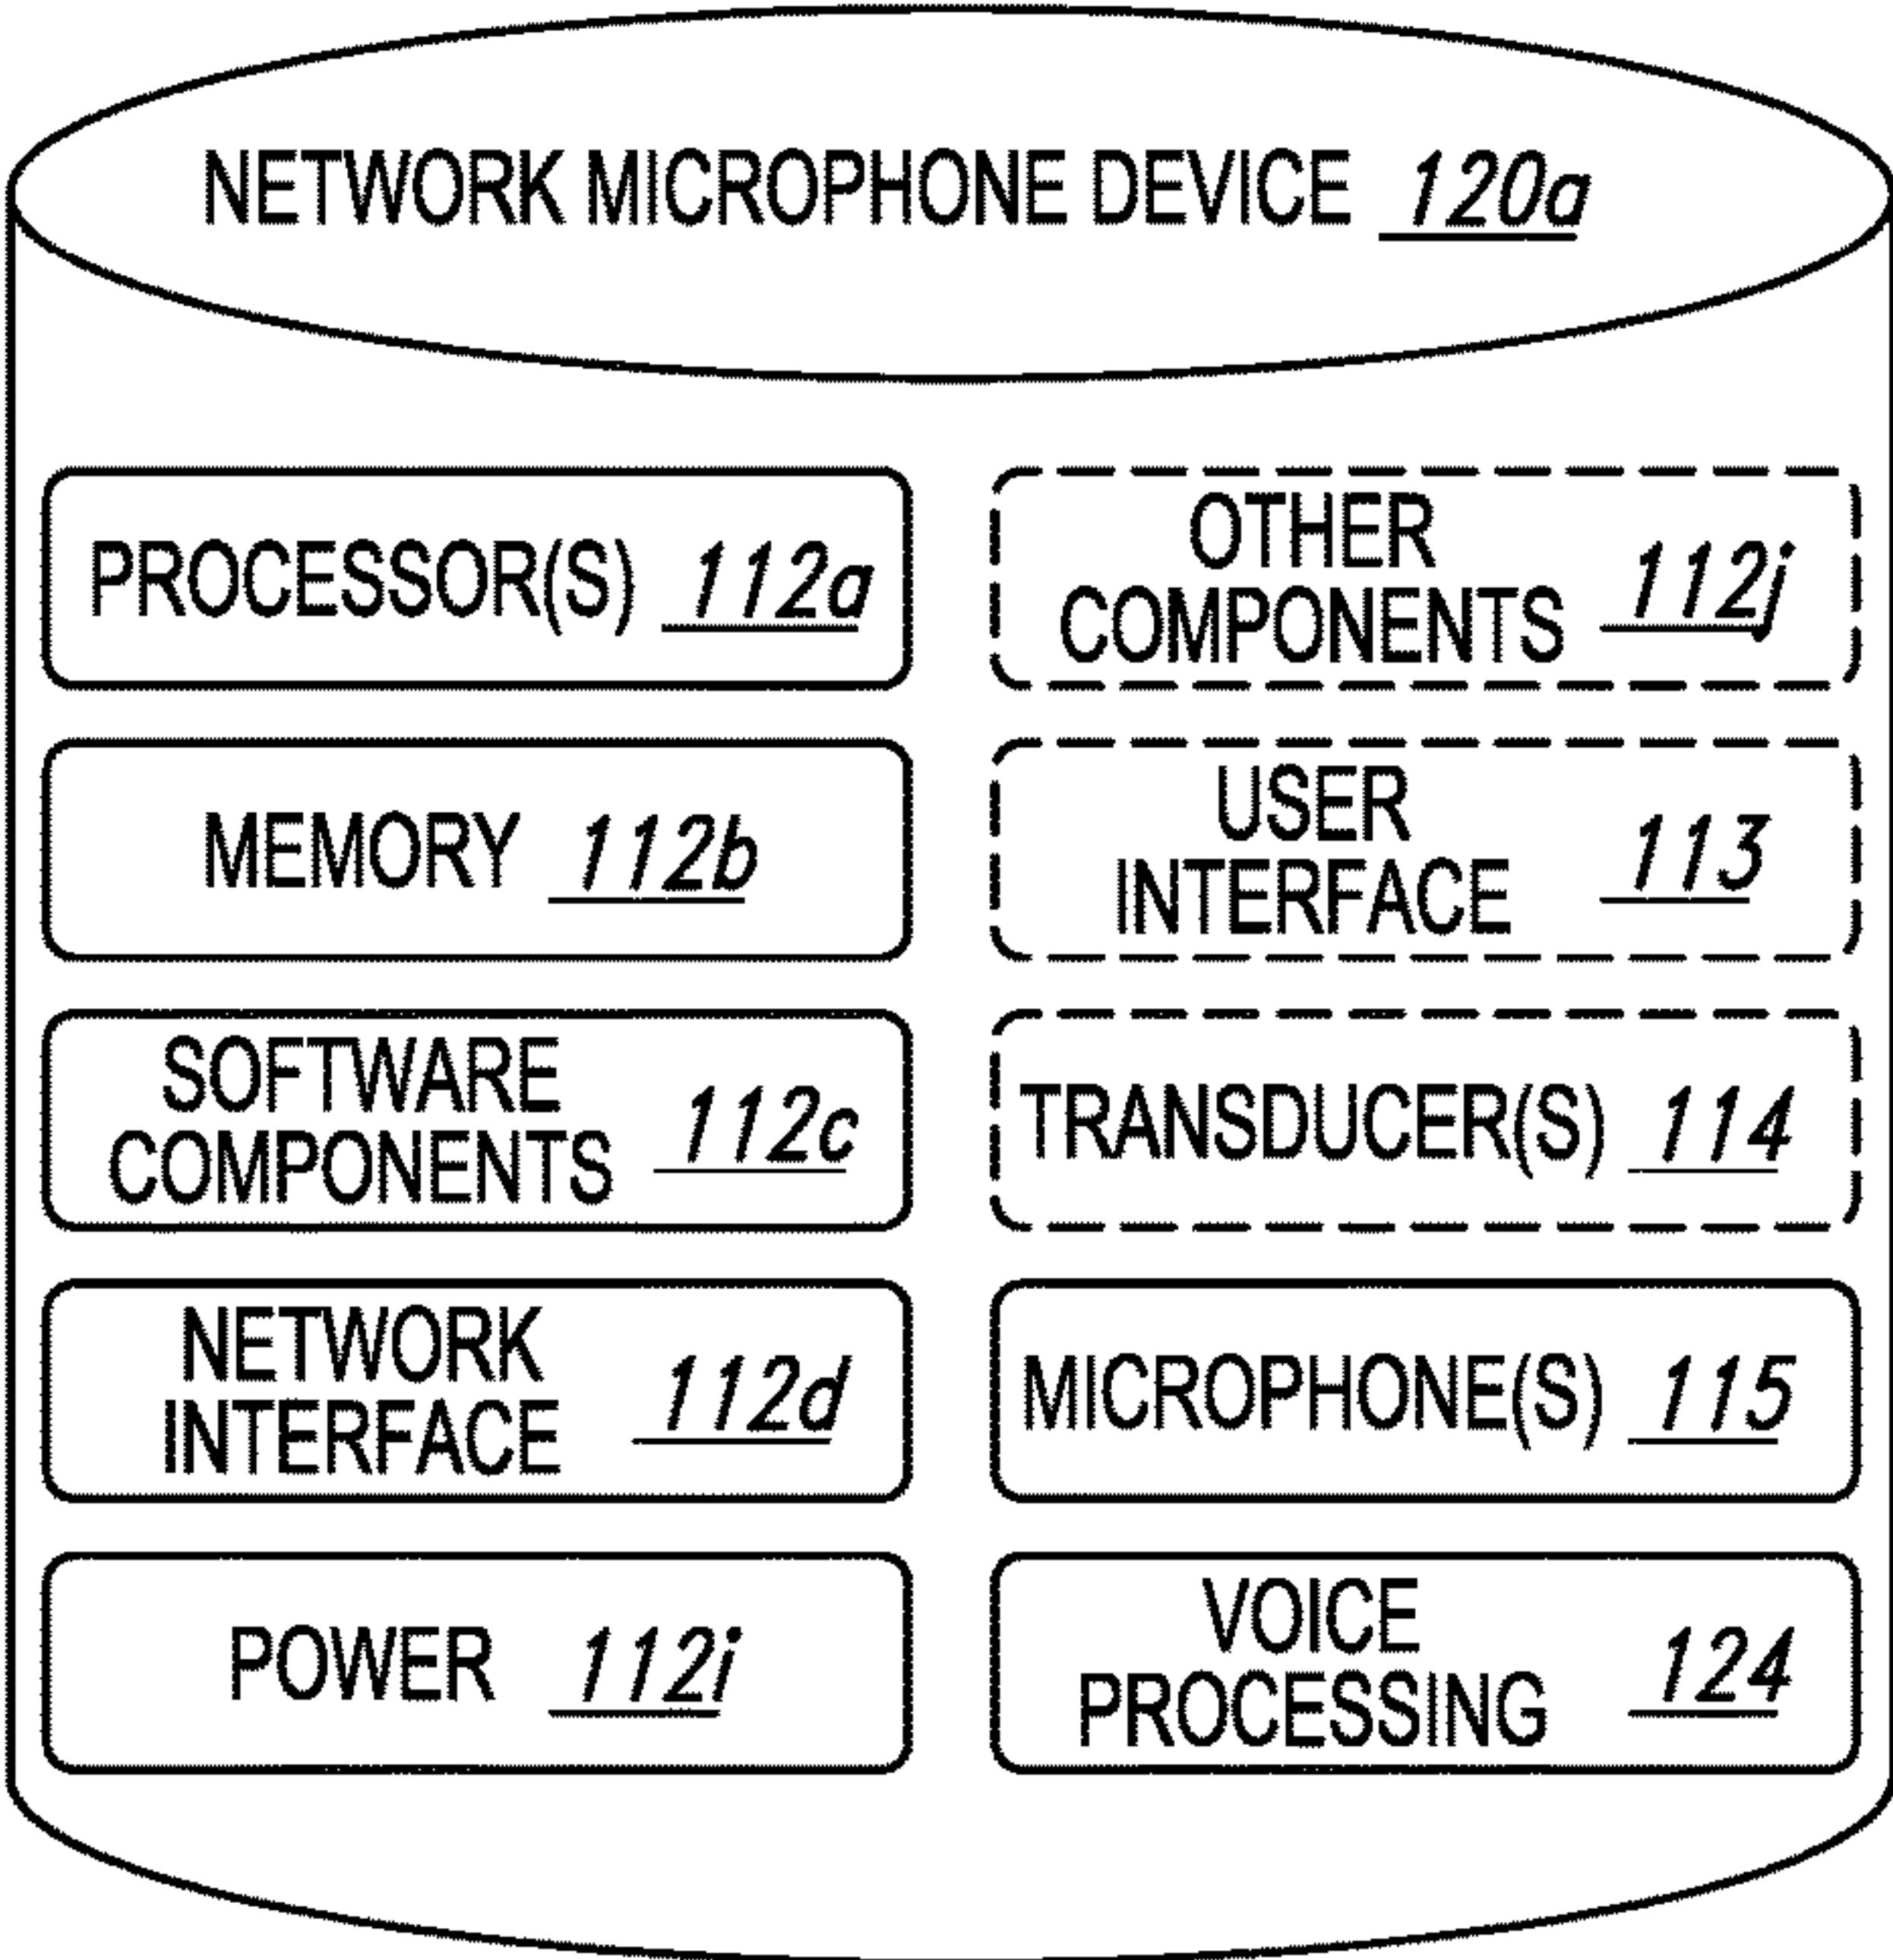 NETWORK MICROPHONE DEVICE 120a
PROCESSOR(S) 112a
MEMORY 112b
SOFTWARE
COMPONENTS 112c
NETWORK
INTERFACE 112d
POWER 112i
OTHER
COMPONENTS 112j
USER
INTERFACE 113
TRANSDUCER(S) 114
MICROPHONE(S) 115
VOICE
PROCESSING 124